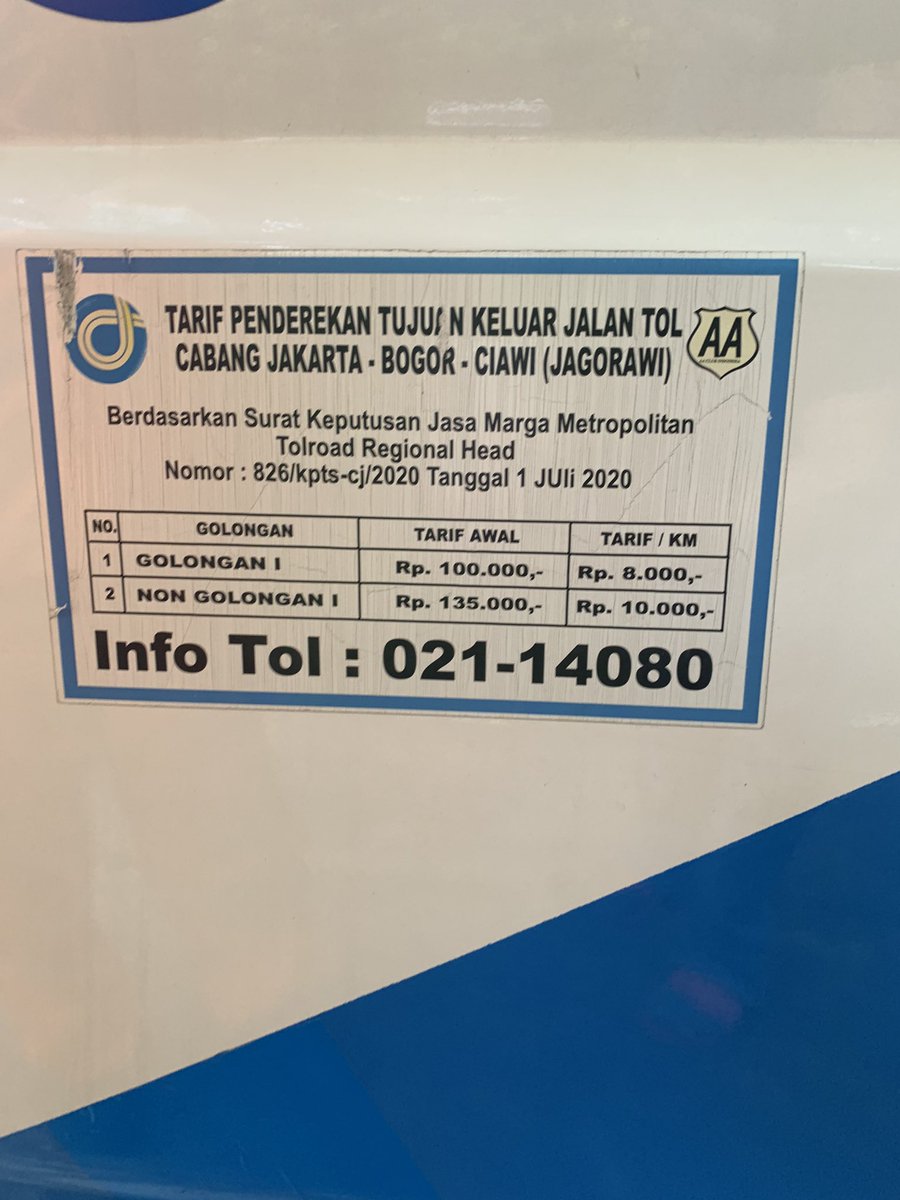 TARIF PENDEREKAN TUJUAN KELUAR JALAN TOL
CABANG JAKARTA - BOGOR - CIAWI (JAGORAWI)
AA
Berdasarkan Surat Keputusan Jasa Marga Metropolitan
Tolroad Regional Head
Nomor : 826/kpts-cj/2020 Tanggal 1 JUli 2020
NO. GOLONGAN TARIF AWAL TARIF / KM
1 GOLONGAN I Rp. 100.000,- Rp. 8.000,-
2 NON GOLONGAN I Rp. 135.000,- Rp. 10.000,-
Info Tol : 021-14080